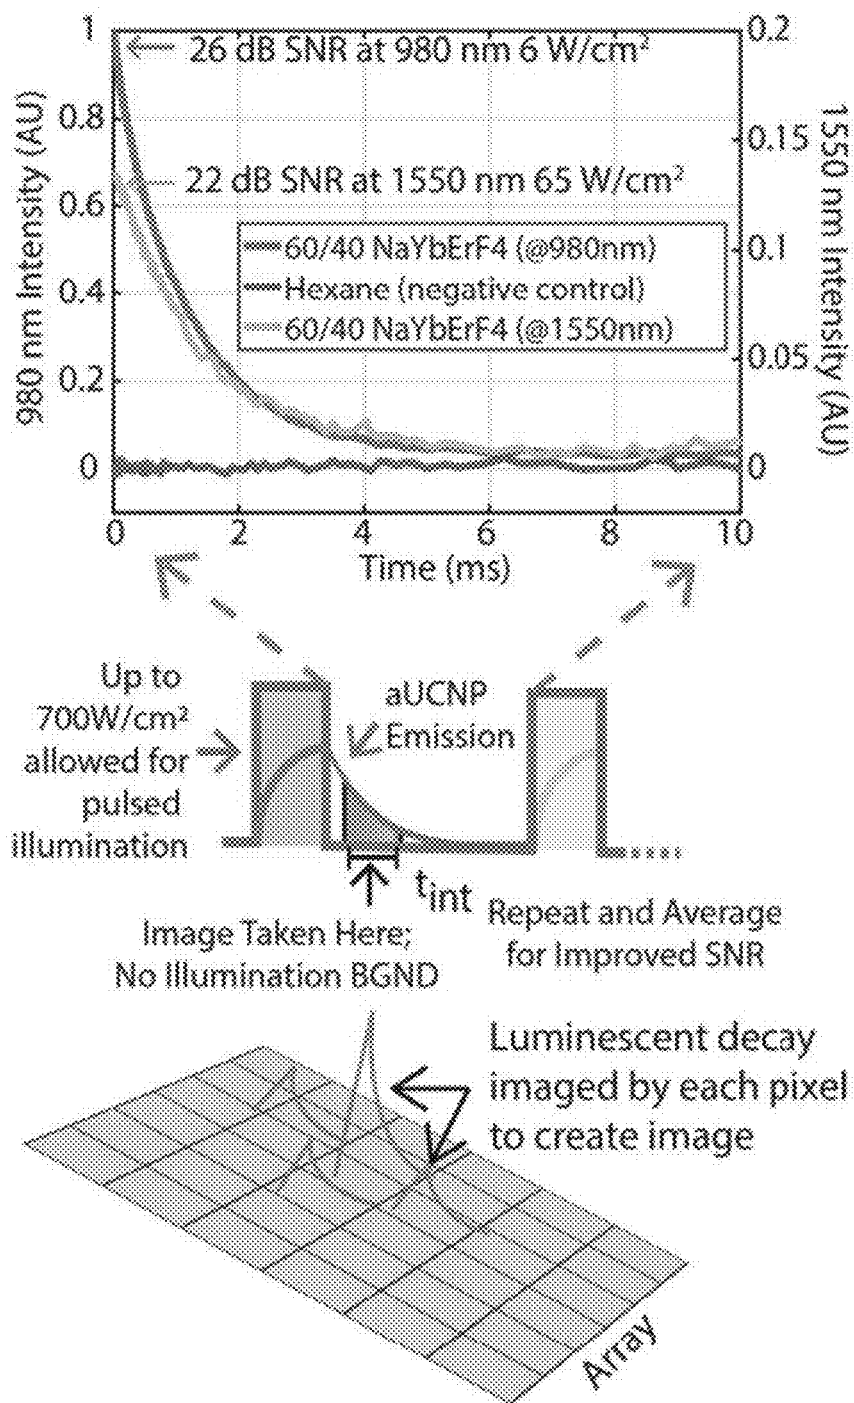 26 dB SNR at 980 nm 6 W/cm²
22 dB SNR at 1550 nm 65 W/cm²
60/40 NaYbErF4 (@980nm)
Hexane (negative control)
60/40 NaYbErF4 (@1550nm)
980 nm Intensity (AU)
1
0.8
0.6
0.4
0.2
0
1550 nm Intensity (AU)
0.2
0.15
0.1
0.05
0
0 2 4 6 8 10
Time (ms)
Up to
700W/cm²
allowed for
pulsed
illumination
aUCNP
Emission
tint
Image Taken Here;
No Illumination BGND
Repeat and Average
for Improved SNR
Luminescent decay
imaged by each pixel
to create image
Array